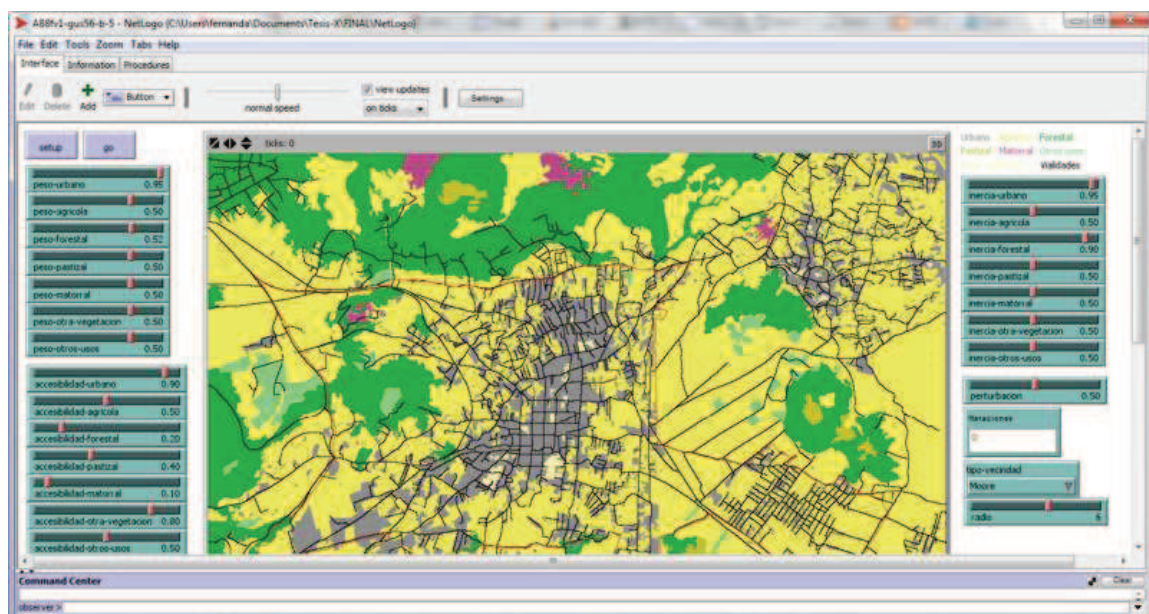 A88fv1-gus56-b-5 - NetLogo {C:\Users\fernanda\Documents\Tesis-X\FINAL\NetLogo}
File Edit Tools Zoom Tabs Help
Interface Information Procedures
Edit Delete Add Button normal speed view updates on ticks Settings...
setup go
peso-urbano 0.95
peso-agricola 0.50
peso-forestal 0.52
peso-pastizal 0.50
peso-matorral 0.50
peso-otra-vegetacion 0.50
peso-otros-usos 0.50
accesibilidad-urbano 0.90
accesibilidad-agricola 0.50
accesibilidad-forestal 0.20
accesibilidad-pastizal 0.40
accesibilidad-matorral 0.10
accesibilidad-otra-vegetacion 0.80
accesibilidad-otros-usos 0.50
ticks: 0
3D
Urbano Forestal
Pastizal Matorral Otros usos
Vialidades
inercia-urbano 0.95
inercia-agricola 0.50
inercia-forestal 0.90
inercia-pastizal 0.50
inercia-matorral 0.50
inercia-otra-vegetacion 0.50
inercia-otros-usos 0.50
perturbacion 0.50
Iteraciones
0
tipo-vecindad
Moore
radio 6
Command Center
Clear
observer >